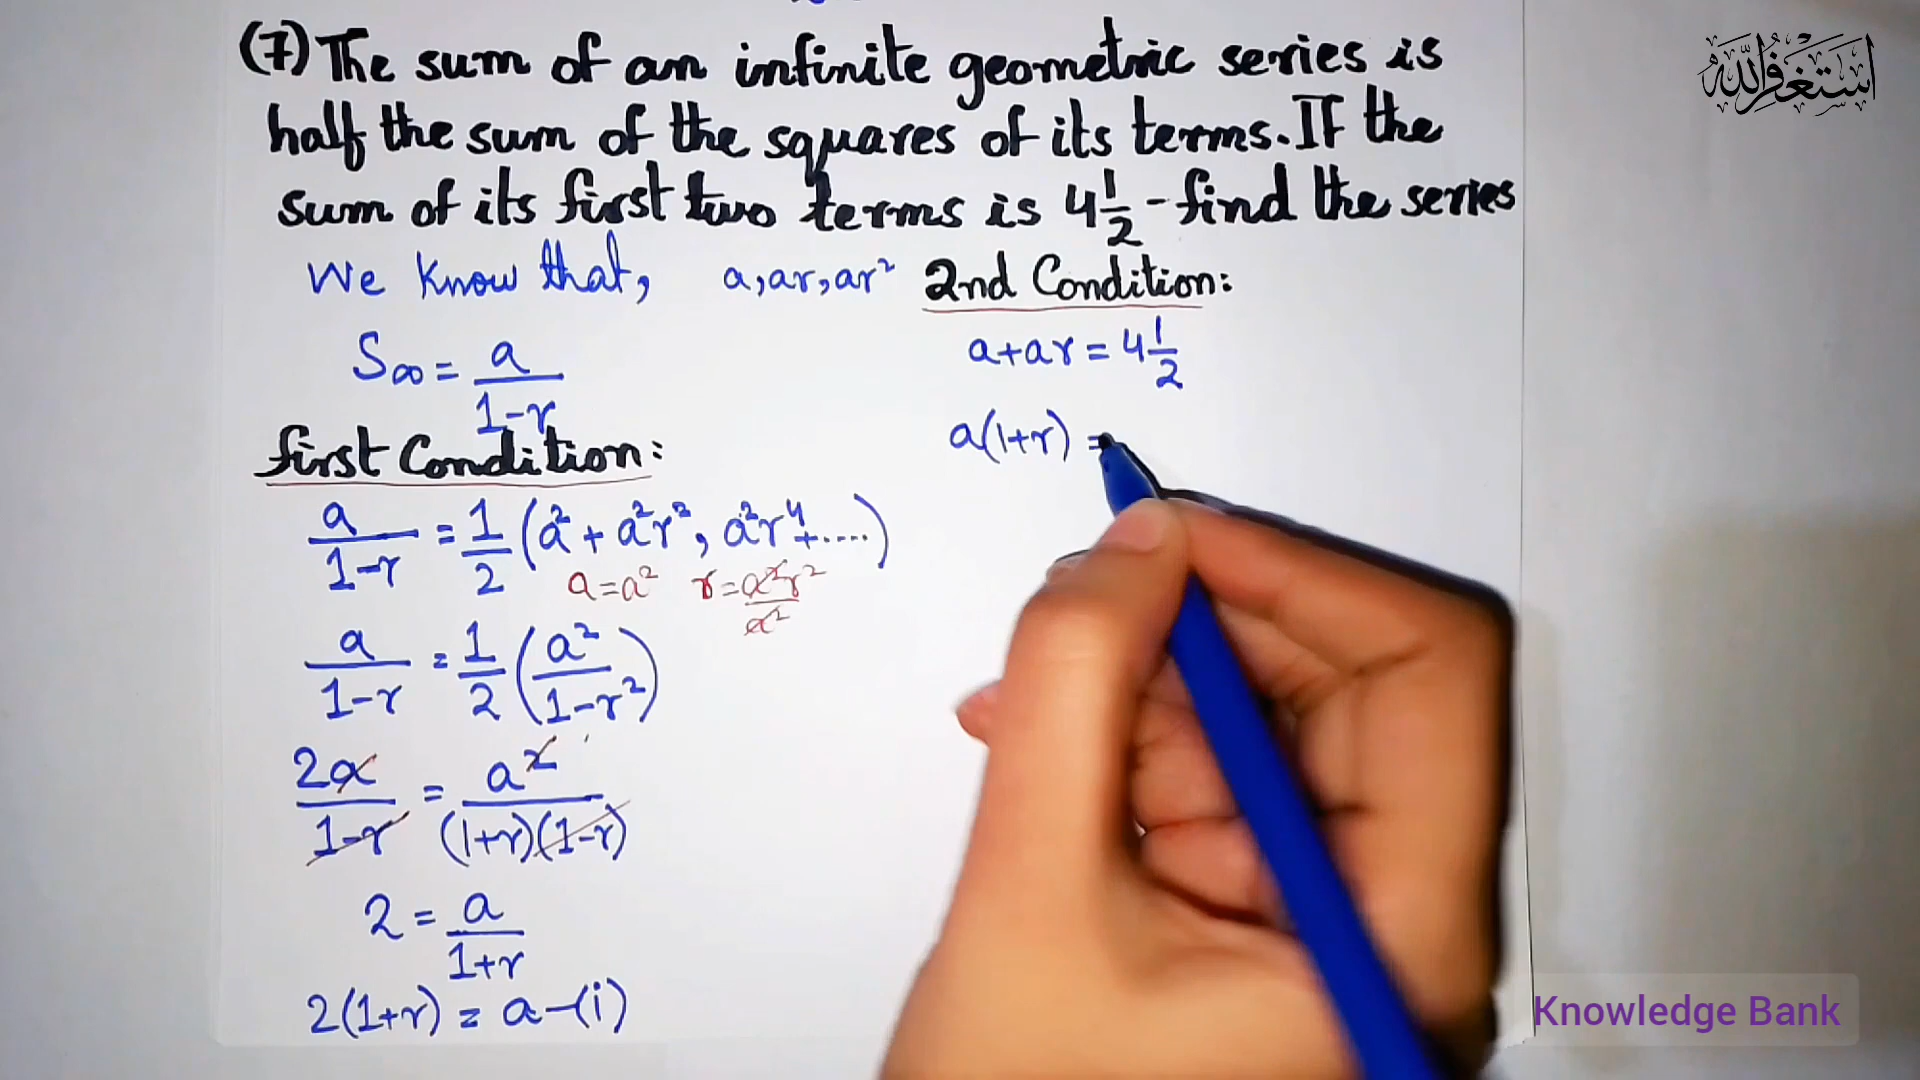 (7) The sum of an infinite geometric series is
half the sum of the squares of its terms. If the
sum of its first two terms is 4 1/2 - find the series
We know that, a, ar, ar²
S∞ = a/(1-r)
first Condition:
a/(1-r) = 1/2 (a² + a²r², a²r⁴ + ....)
a = a² r = a²r²/a²
a/(1-r) = 1/2 (a²/(1-r²))
2a/(1-r) = a²/((1+r)(1-r))
2 = a/(1+r)
2(1+r) = a -(i)
2nd Condition:
a + ar = 4 1/2
a(1+r) =
أستغفر الله
Knowledge Bank